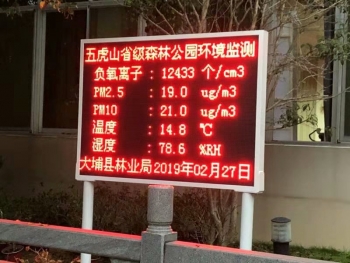 五虎山省级森林公园环境监测
负氧离子：12433 个/cm3
PM2.5：19.0 ug/m3
PM10：21.0 ug/m3
温度：14.8 ℃
湿度：78.6 %RH
大埔县林业局2019年02月27日